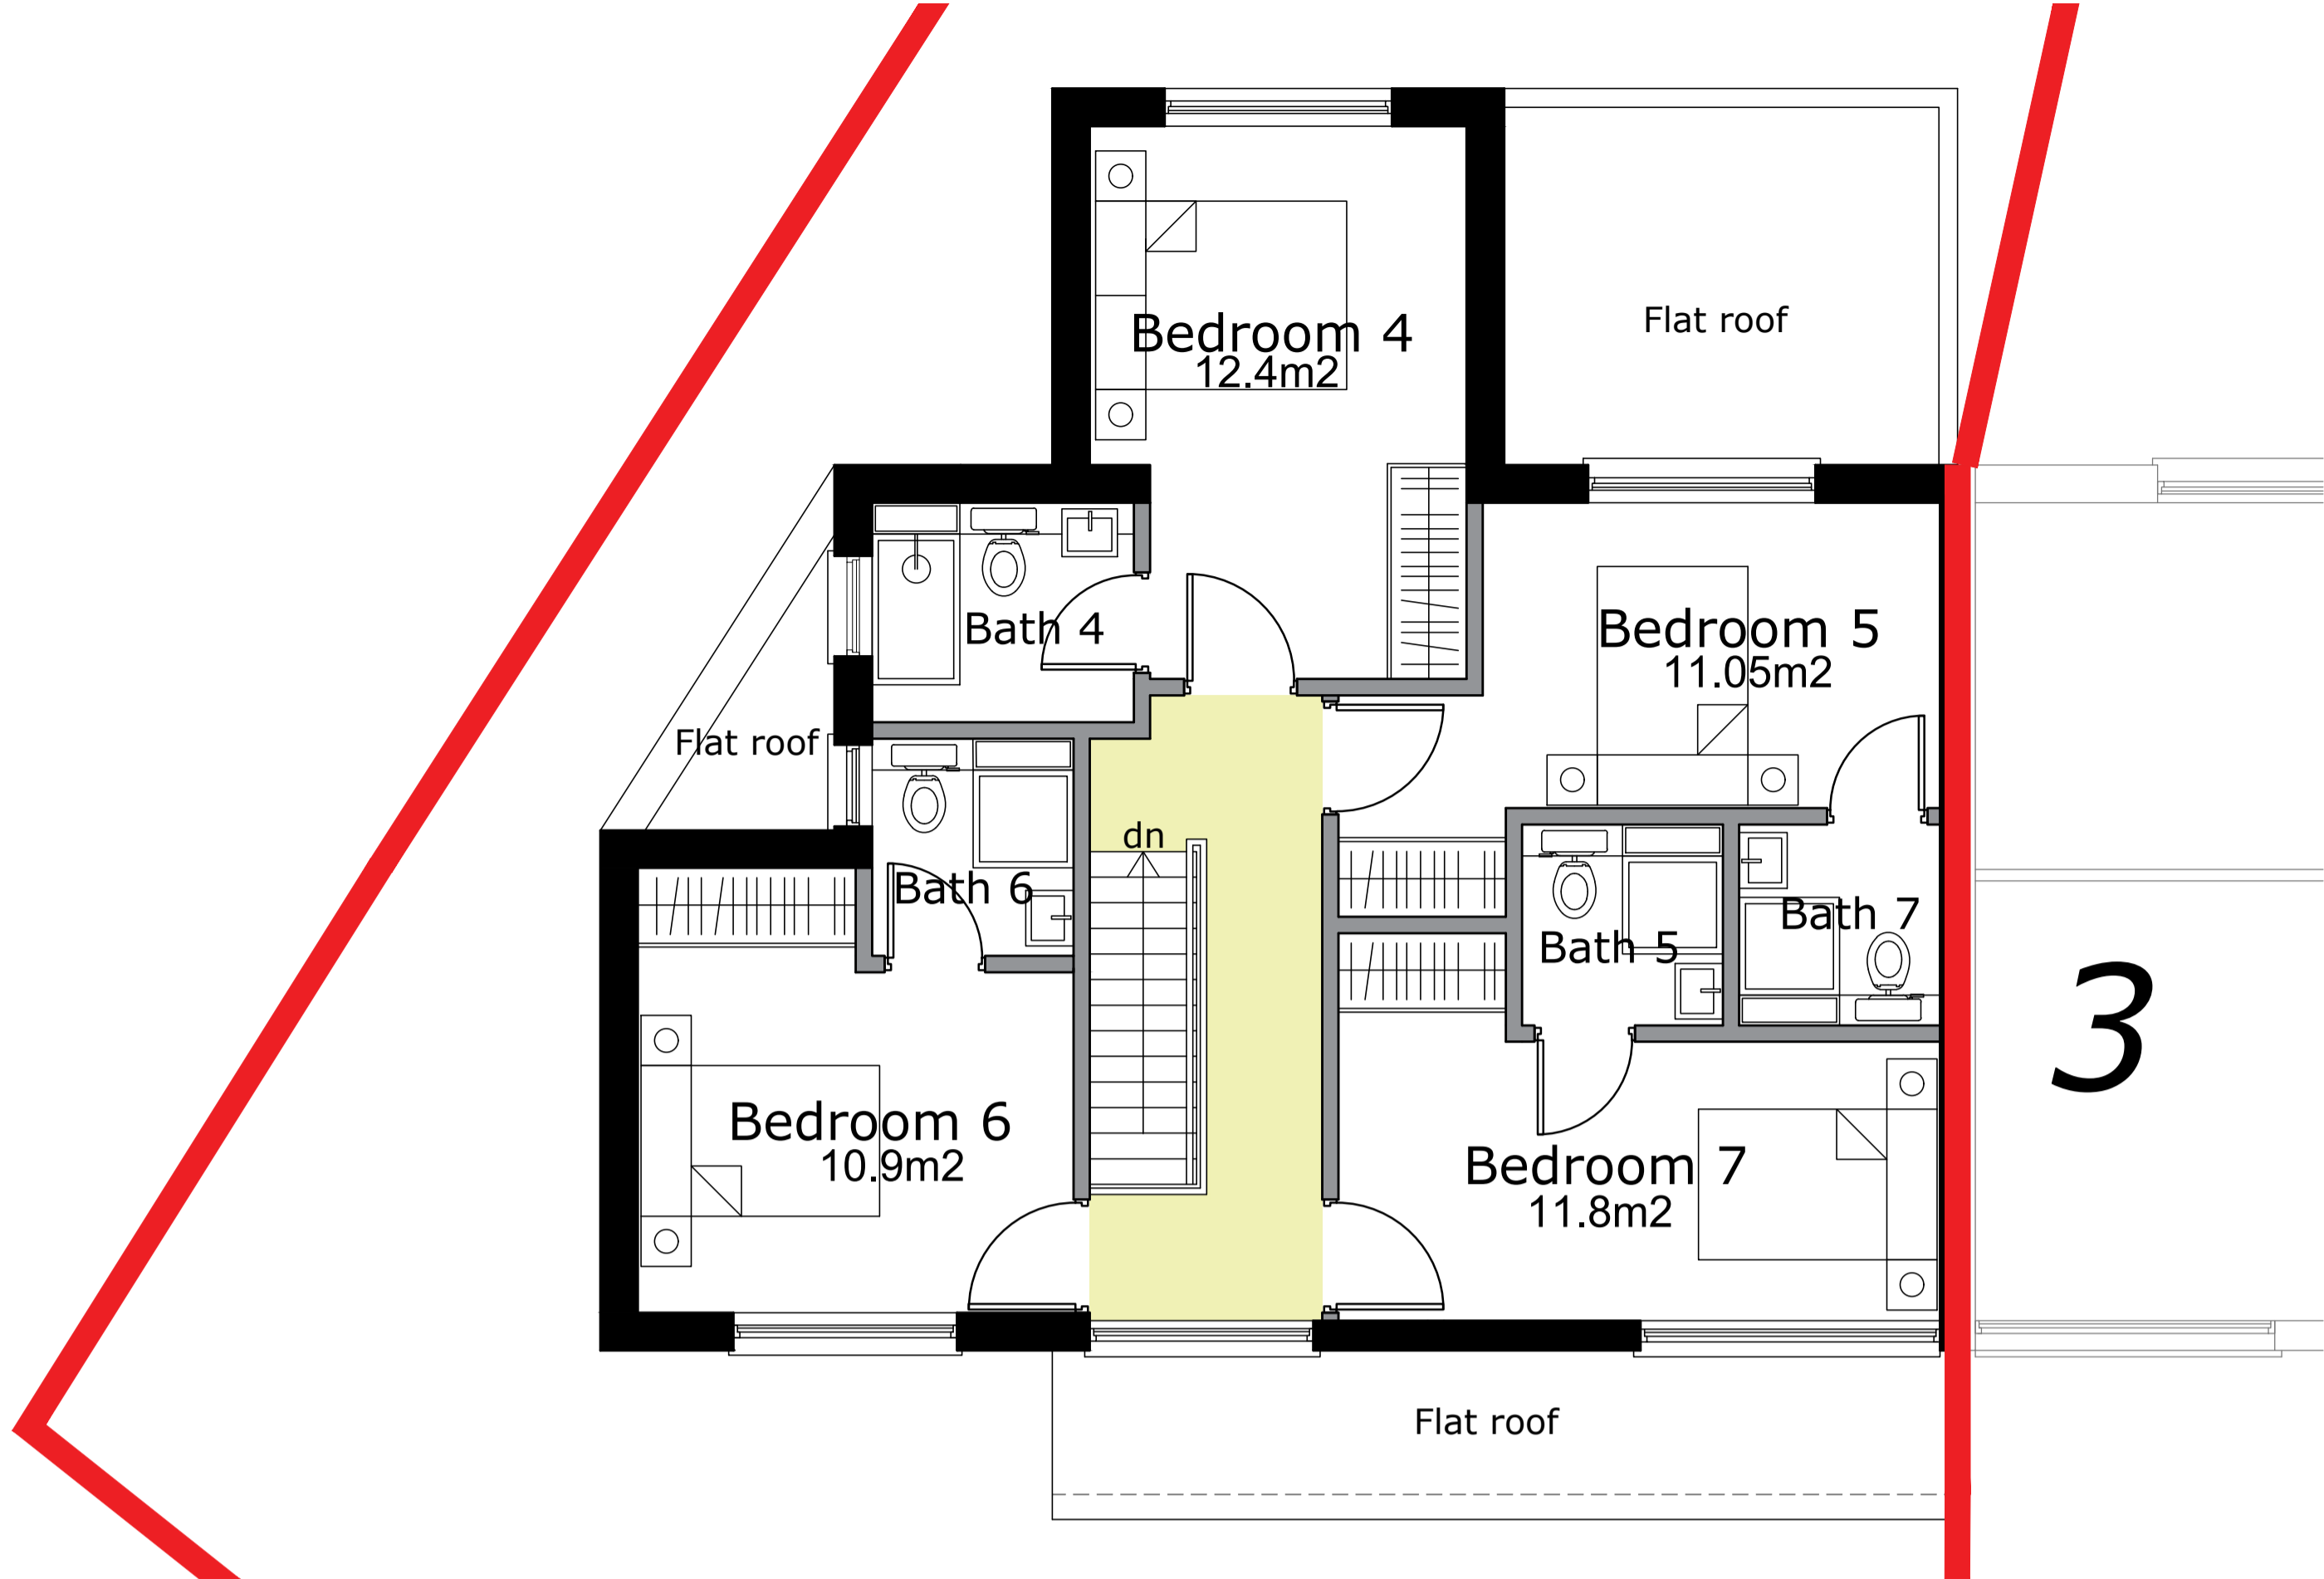 Bedroom 4
12.4m2
Flat roof
Bath 4
Bedroom 5
11.05m2
Flat roof
dn
Bath 6
Bath 5
Bath 7
3
Bedroom 6
10.9m2
Bedroom 7
11.8m2
Flat roof